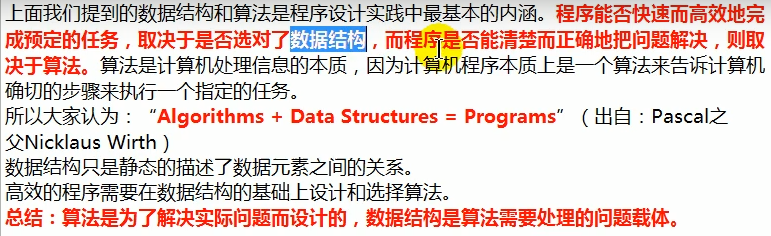 上面我们提到的数据结构和算法是程序设计实践中最基本的内涵。程序能否快速而高效地完
成预定的任务，取决于是否选对了数据结构，而程序是否能清楚而正确地把问题解决，则取
决于算法。算法是计算机处理信息的本质，因为计算机程序本质上是一个算法来告诉计算机
确切的步骤来执行一个指定的任务。
所以大家认为：“Algorithms + Data Structures = Programs”（出自：Pascal之
父Nicklaus Wirth）
数据结构只是静态的描述了数据元素之间的关系。
高效的程序需要在数据结构的基础上设计和选择算法。
总结：算法是为了解决实际问题而设计的，数据结构是算法需要处理的问题载体。